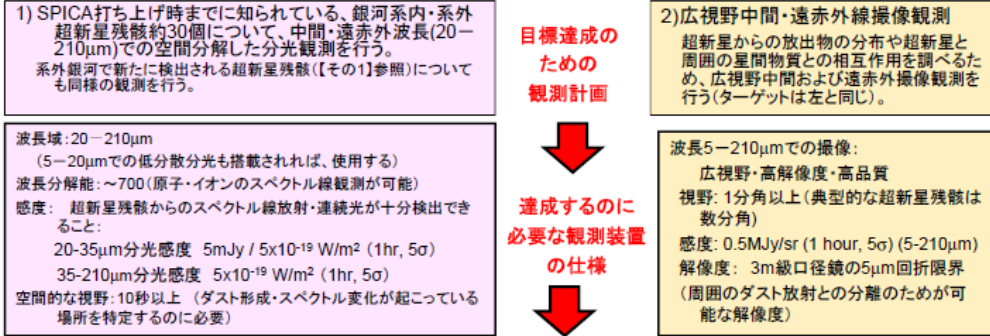 1) SPICA打ち上げ時までに知られている、銀河系内・系外
超新星残骸約30個について、中間・遠赤外波長(20－
210μm)での空間分解した分光観測を行う。
系外銀河で新たに検出される超新星残骸(【その1】参照)について
も同様の観測を行う。
目標達成の
ための
観測計画
2)広視野中間・遠赤外線撮像観測
超新星からの放出物の分布や超新星と
周囲の星間物質との相互作用を調べるた
め、広視野中間および遠赤外撮像観測を
行う(ターゲットは左と同じ)。
波長域:20－210μm
(5－20μmでの低分散分光も搭載されれば、使用する)
波長分解能:～700(原子・イオンのスペクトル線観測が可能)
感度: 超新星残骸からのスペクトル線放射・連続光が十分検出でき
ること:
20-35μm分光感度 5mJy / 5x10⁻¹⁹ W/m² (1hr, 5σ)
35-210μm分光感度 5x10⁻¹⁹ W/m² (1hr, 5σ)
空間的な視野:10秒以上 (ダスト形成・スペクトル変化が起こっている
場所を特定するのに必要)
達成するのに
必要な観測装置
の仕様
波長5－210μmでの撮像:
広視野・高解像度・高品質
視野: 1分角以上(典型的な超新星残骸は
数分角)
感度: 0.5MJy/sr (1 hour, 5σ) (5-210μm)
解像度: 3m級口径鏡の5μm回折限界
(周囲のダスト放射との分離のためが可
能な解像度)